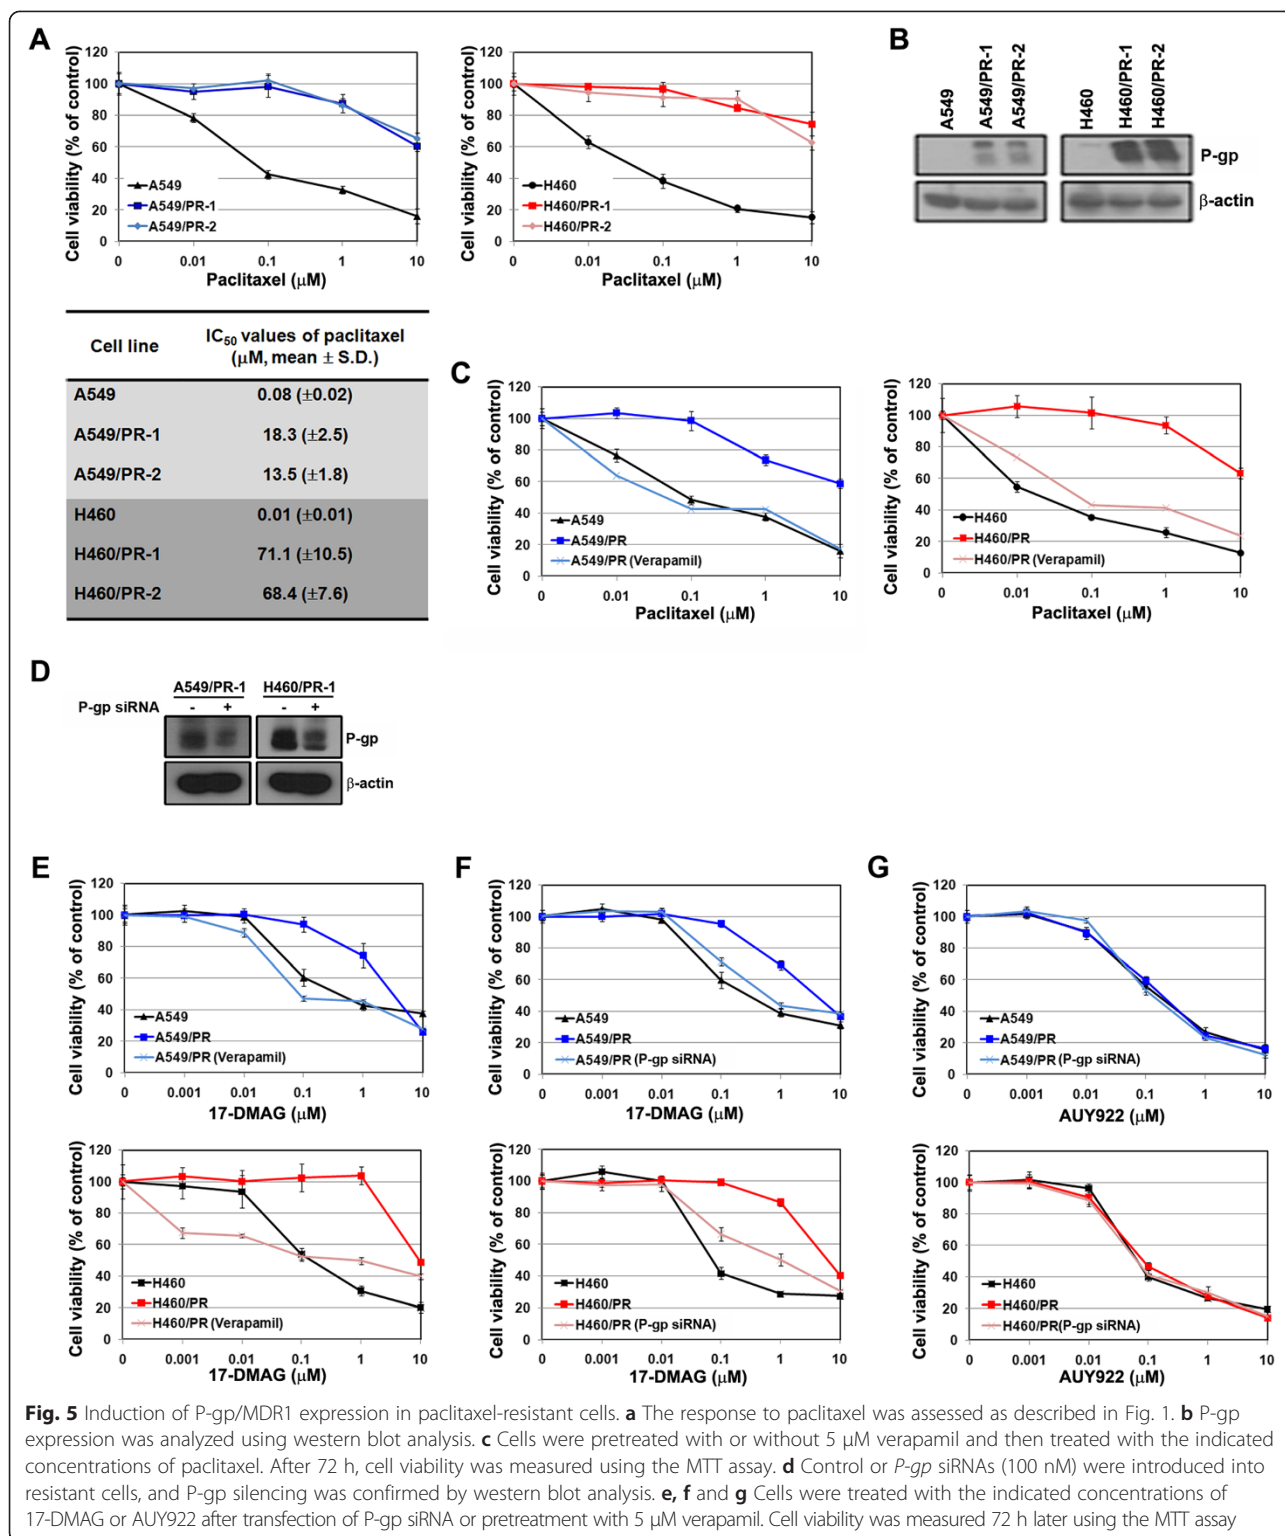 A
Cell viability (% of control)
120
100
80
60
40
20
0
A549
A549/PR-1
A549/PR-2
0 0.01 0.1 1 10
Paclitaxel (μM)
Cell viability (% of control)
120
100
80
60
40
20
0
H460
H460/PR-1
H460/PR-2
0 0.01 0.1 1 10
Paclitaxel (μM)
B
A549
A549/PR-1
A549/PR-2
H460
H460/PR-1
H460/PR-2
P-gp
β-actin
Cell line IC50 values of paclitaxel
(μM, mean ± S.D.)
A549 0.08 (±0.02)
A549/PR-1 18.3 (±2.5)
A549/PR-2 13.5 (±1.8)
H460 0.01 (±0.01)
H460/PR-1 71.1 (±10.5)
H460/PR-2 68.4 (±7.6)
C
Cell viability (% of control)
120
100
80
60
40
20
0
A549
A549/PR
A549/PR (Verapamil)
0 0.01 0.1 1 10
Paclitaxel (μM)
Cell viability (% of control)
120
100
80
60
40
20
0
H460
H460/PR
H460/PR (Verapamil)
0 0.01 0.1 1 10
Paclitaxel (μM)
D
A549/PR-1 H460/PR-1
P-gp siRNA - + - +
P-gp
β-actin
E
Cell viability (% of control)
120
100
80
60
40
20
0
A549
A549/PR
A549/PR (Verapamil)
0 0.001 0.01 0.1 1 10
17-DMAG (μM)
F
Cell viability (% of control)
120
100
80
60
40
20
0
A549
A549/PR
A549/PR (P-gp siRNA)
0 0.001 0.01 0.1 1 10
17-DMAG (μM)
G
Cell viability (% of control)
120
100
80
60
40
20
0
A549
A549/PR
A549/PR (P-gp siRNA)
0 0.001 0.01 0.1 1 10
AUY922 (μM)
Cell viability (% of control)
120
100
80
60
40
20
0
H460
H460/PR
H460/PR (Verapamil)
0 0.001 0.01 0.1 1 10
17-DMAG (μM)
Cell viability (% of control)
120
100
80
60
40
20
0
H460
H460/PR
H460/PR (P-gp siRNA)
0 0.001 0.01 0.1 1 10
17-DMAG (μM)
Cell viability (% of control)
120
100
80
60
40
20
0
H460
H460/PR
H460/PR(P-gp siRNA)
0 0.001 0.01 0.1 1 10
AUY922 (μM)
Fig. 5 Induction of P-gp/MDR1 expression in paclitaxel-resistant cells. a The response to paclitaxel was assessed as described in Fig. 1. b P-gp
expression was analyzed using western blot analysis. c Cells were pretreated with or without 5 μM verapamil and then treated with the indicated
concentrations of paclitaxel. After 72 h, cell viability was measured using the MTT assay. d Control or P-gp siRNAs (100 nM) were introduced into
resistant cells, and P-gp silencing was confirmed by western blot analysis. e, f and g Cells were treated with the indicated concentrations of
17-DMAG or AUY922 after transfection of P-gp siRNA or pretreatment with 5 μM verapamil. Cell viability was measured 72 h later using the MTT assay